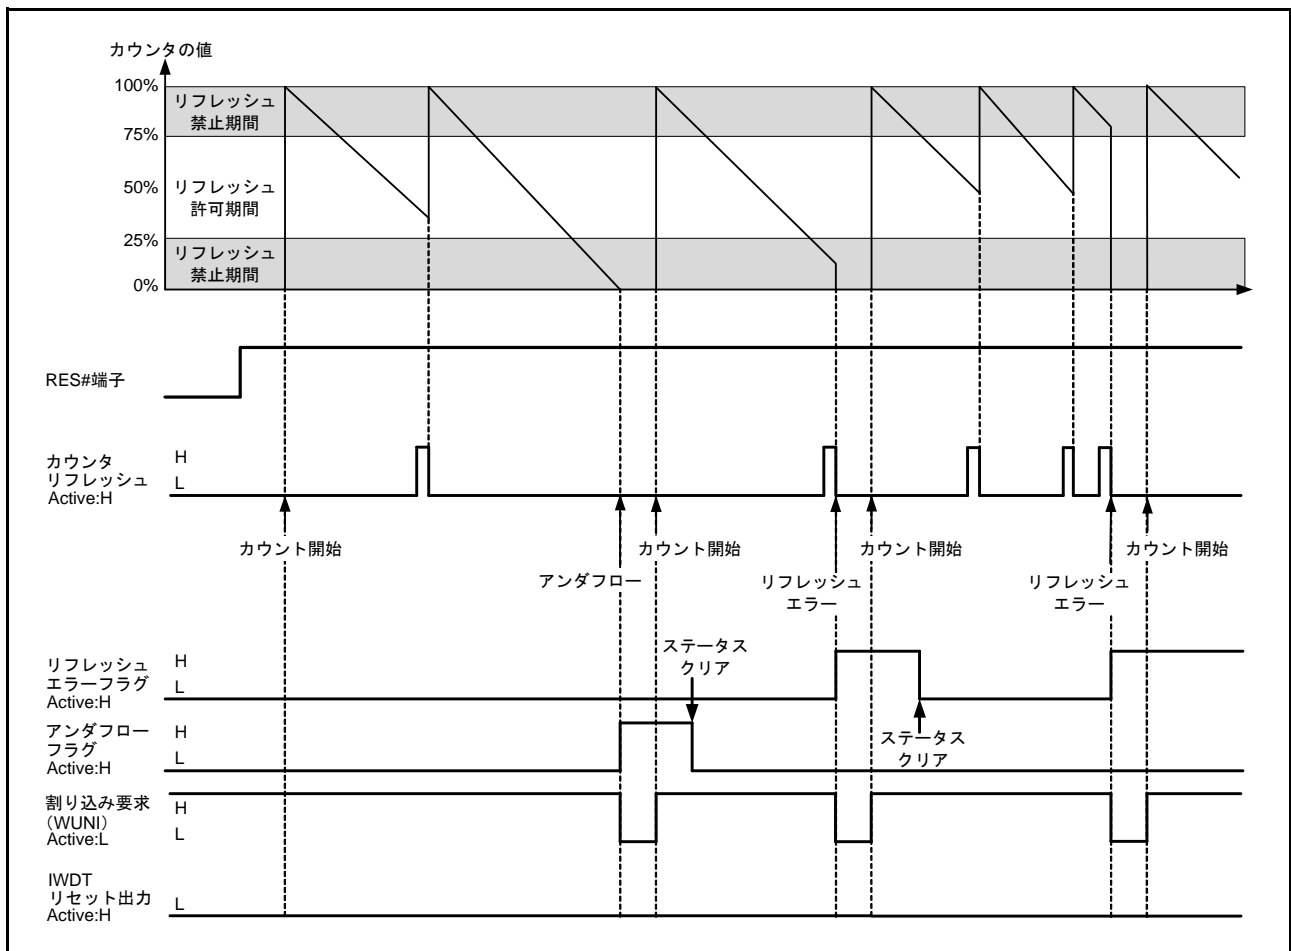 カウンタの値
100%
リフレッシュ
禁止期間
75%
50%
リフレッシュ
許可期間
25%
リフレッシュ
禁止期間
0%
RES#端子
カウンタ
リフレッシュ
Active:H
H
L
カウント開始
カウント開始
カウント開始
カウント開始
アンダフロー
リフレッシュ
エラー
リフレッシュ
エラー
リフレッシュ
エラーフラグ
Active:H
H
L
ステータス
クリア
アンダフロー
フラグ
Active:H
H
L
ステータス
クリア
割り込み要求
(WUNI)
Active:L
H
L
IWDT
リセット出力
Active:H
L